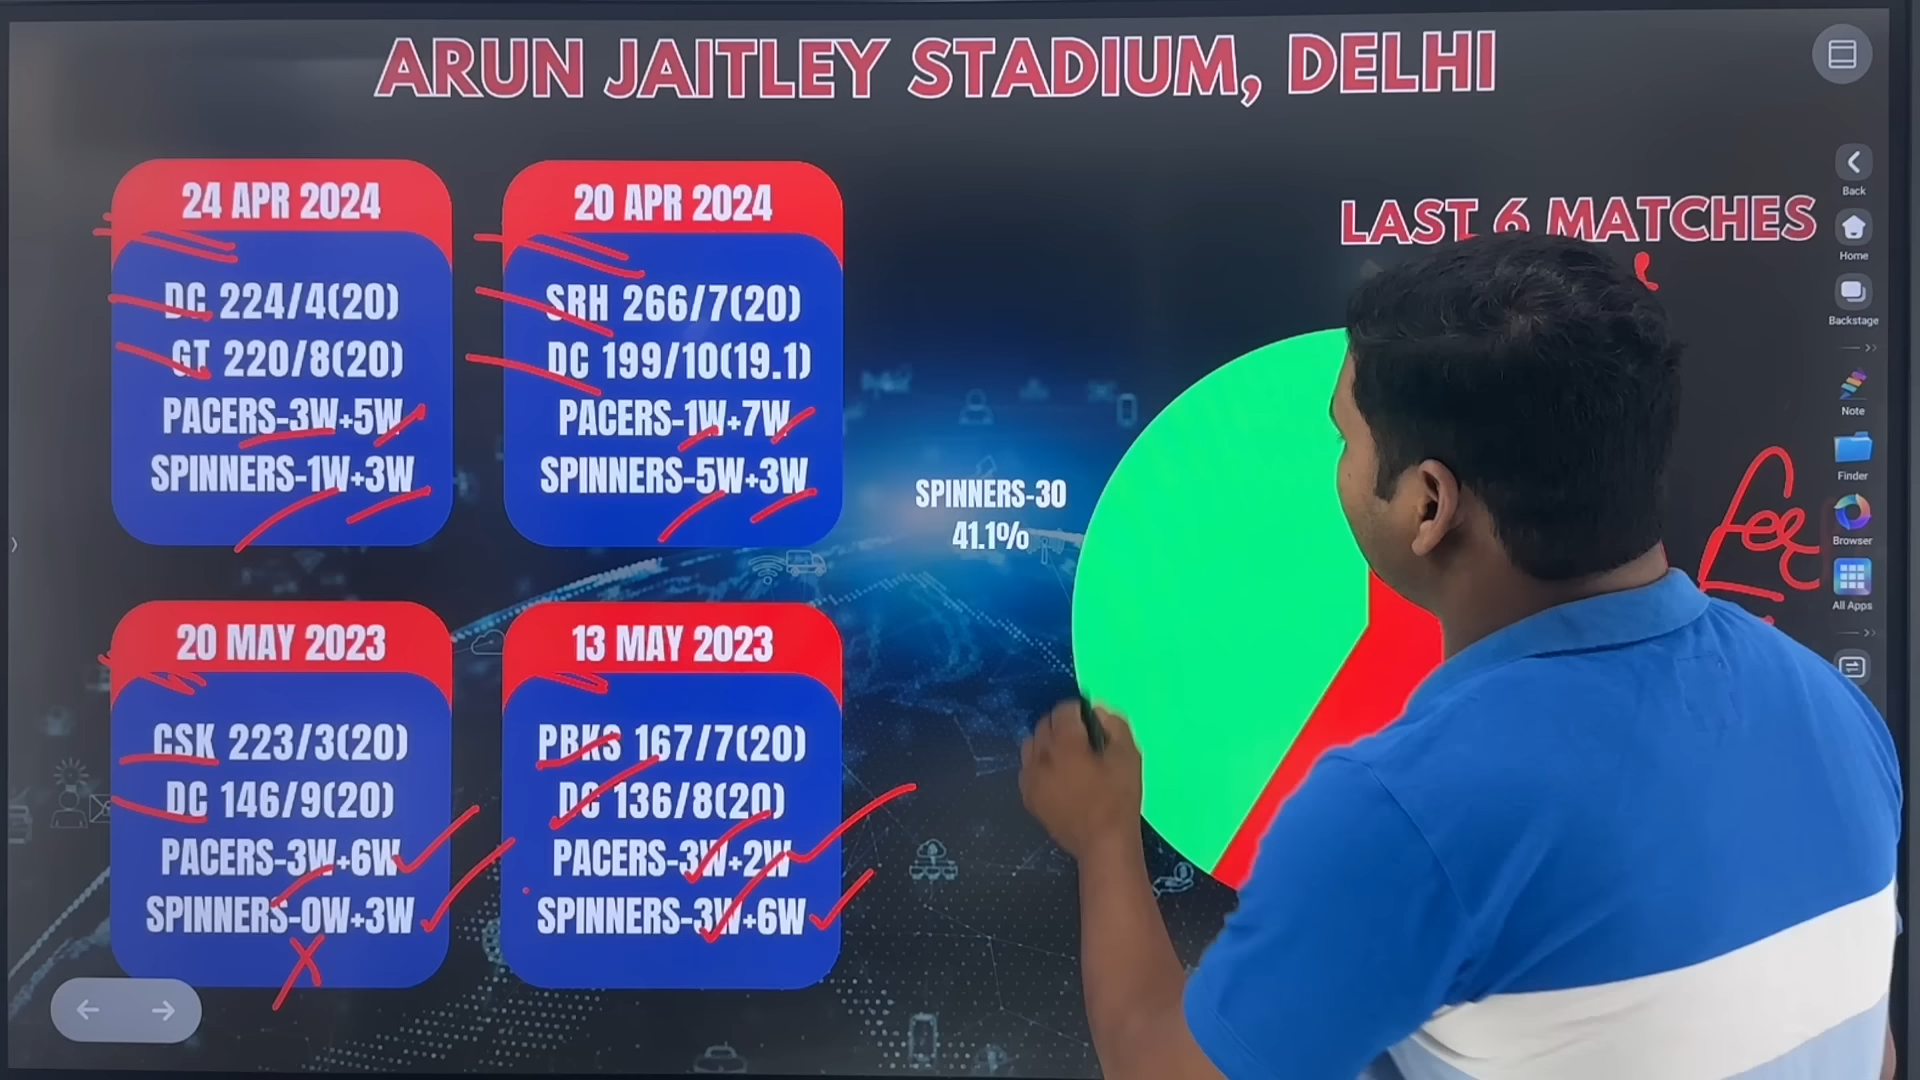 ARUN JAITLEY STADIUM, DELHI
24 APR 2024
DC 224/4(20)
GT 220/8(20)
PACERS-3W+5W
SPINNERS-1W+3W
20 APR 2024
SRH 266/7(20)
DC 199/10(19.1)
PACERS-1W+7W
SPINNERS-5W+3W
20 MAY 2023
CSK 223/3(20)
DC 146/9(20)
PACERS-3W+6W
SPINNERS-0W+3W
13 MAY 2023
PBKS 167/7(20)
DC 136/8(20)
PACERS-3W+2W
SPINNERS-3W+6W
LAST 6 MATCHES
SPINNERS-30
41.1%
Back
Home
Backstage
Note
Finder
Browser
All Apps